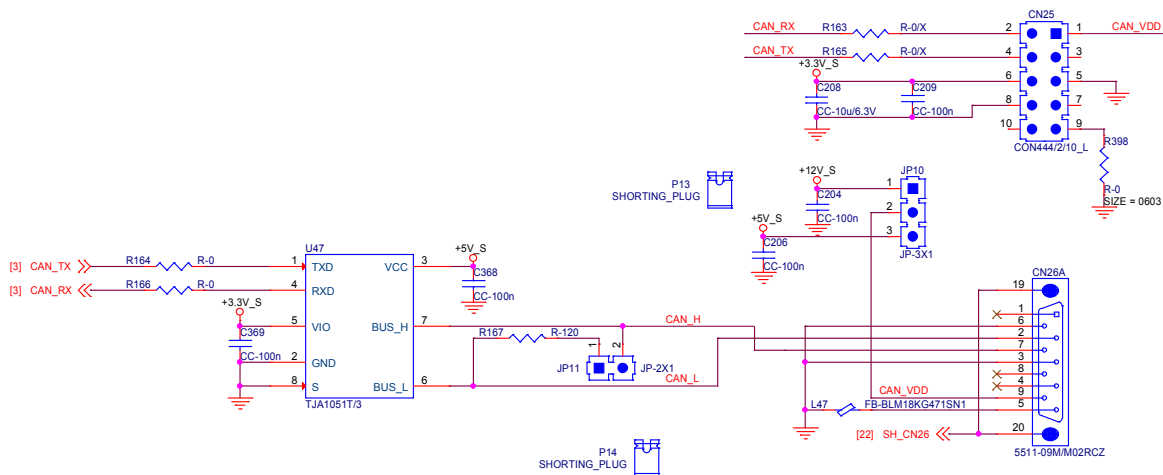 CN25
CAN_RX
R163
R-0/X
2
1
CAN_VDD
CAN_TX
R165
R-0/X
4
3
+3.3V_S
6
5
C208
C209
8
7
CC-10u/6.3V
CC-100n
10
9
CON444/2/10_L
R398
R-0
SIZE = 0603
P13
SHORTING_PLUG
+12V_S
JP10
1
C204
CC-100n
2
+5V_S
3
C206
JP-3X1
CC-100n
U47
+5V_S
CN26A
[3] CAN_TX
R164
R-0
1
TXD
VCC
3
C368
[3] CAN_RX
R166
R-0
4
RXD
CC-100n
19
+3.3V_S
1
5
VIO
BUS_H
7
R167
R-120
CAN_H
6
C369
2
CC-100n
2
GND
1
2
7
JP11
JP-2X1
3
8
S
BUS_L
6
CAN_L
8
4
TJA1051T/3
CAN_VDD
9
L47
FB-BLM18KG471SN1
5
[22] SH_CN26
20
P14
SHORTING_PLUG
5511-09M/M02RCZ